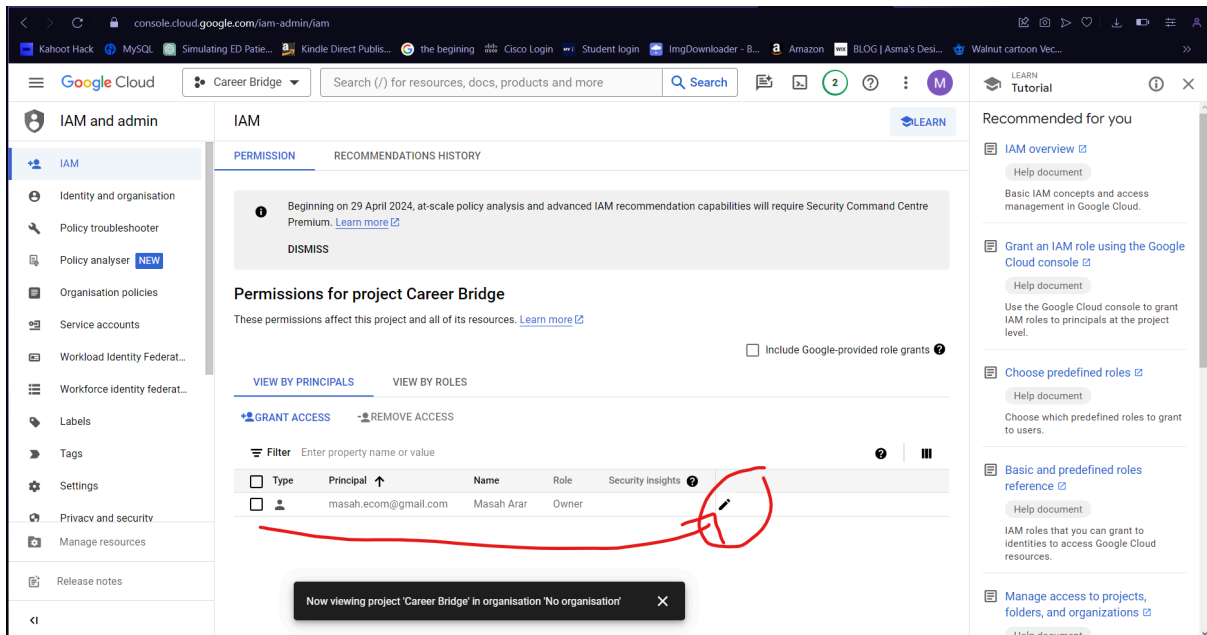 console.cloud.google.com/iam-admin/iam
Kahoot Hack MySQL Simulating ED Patie... Kindle Direct Publis... the begining Cisco Login Student login ImgDownloader - B... Amazon BLOG | Asma's Desi... Walnut cartoon Vec...
Google Cloud Career Bridge Search (/) for resources, docs, products and more Search 2 M
LEARN
Tutorial
IAM and admin
IAM
Identity and organisation
Policy troubleshooter
Policy analyser NEW
Organisation policies
Service accounts
Workload Identity Federat...
Workforce identity federat...
Labels
Tags
Settings
Privacy and security
Manage resources
Release notes
IAM LEARN
PERMISSION RECOMMENDATIONS HISTORY
Beginning on 29 April 2024, at-scale policy analysis and advanced IAM recommendation capabilities will require Security Command Centre
Premium. Learn more
DISMISS
Permissions for project Career Bridge
These permissions affect this project and all of its resources. Learn more
Include Google-provided role grants
VIEW BY PRINCIPALS VIEW BY ROLES
GRANT ACCESS REMOVE ACCESS
Filter Enter property name or value
Type Principal Name Role Security insights
masah.ecom@gmail.com Masah Arar Owner
Now viewing project 'Career Bridge' in organisation 'No organisation'
Recommended for you
IAM overview
Help document
Basic IAM concepts and access
management in Google Cloud.
Grant an IAM role using the Google
Cloud console
Help document
Use the Google Cloud console to grant
IAM roles to principals at the project
level.
Choose predefined roles
Help document
Choose which predefined roles to grant
to users.
Basic and predefined roles
reference
Help document
IAM roles that you can grant to
identities to access Google Cloud
resources.
Manage access to projects,
folders, and organizations
Help document